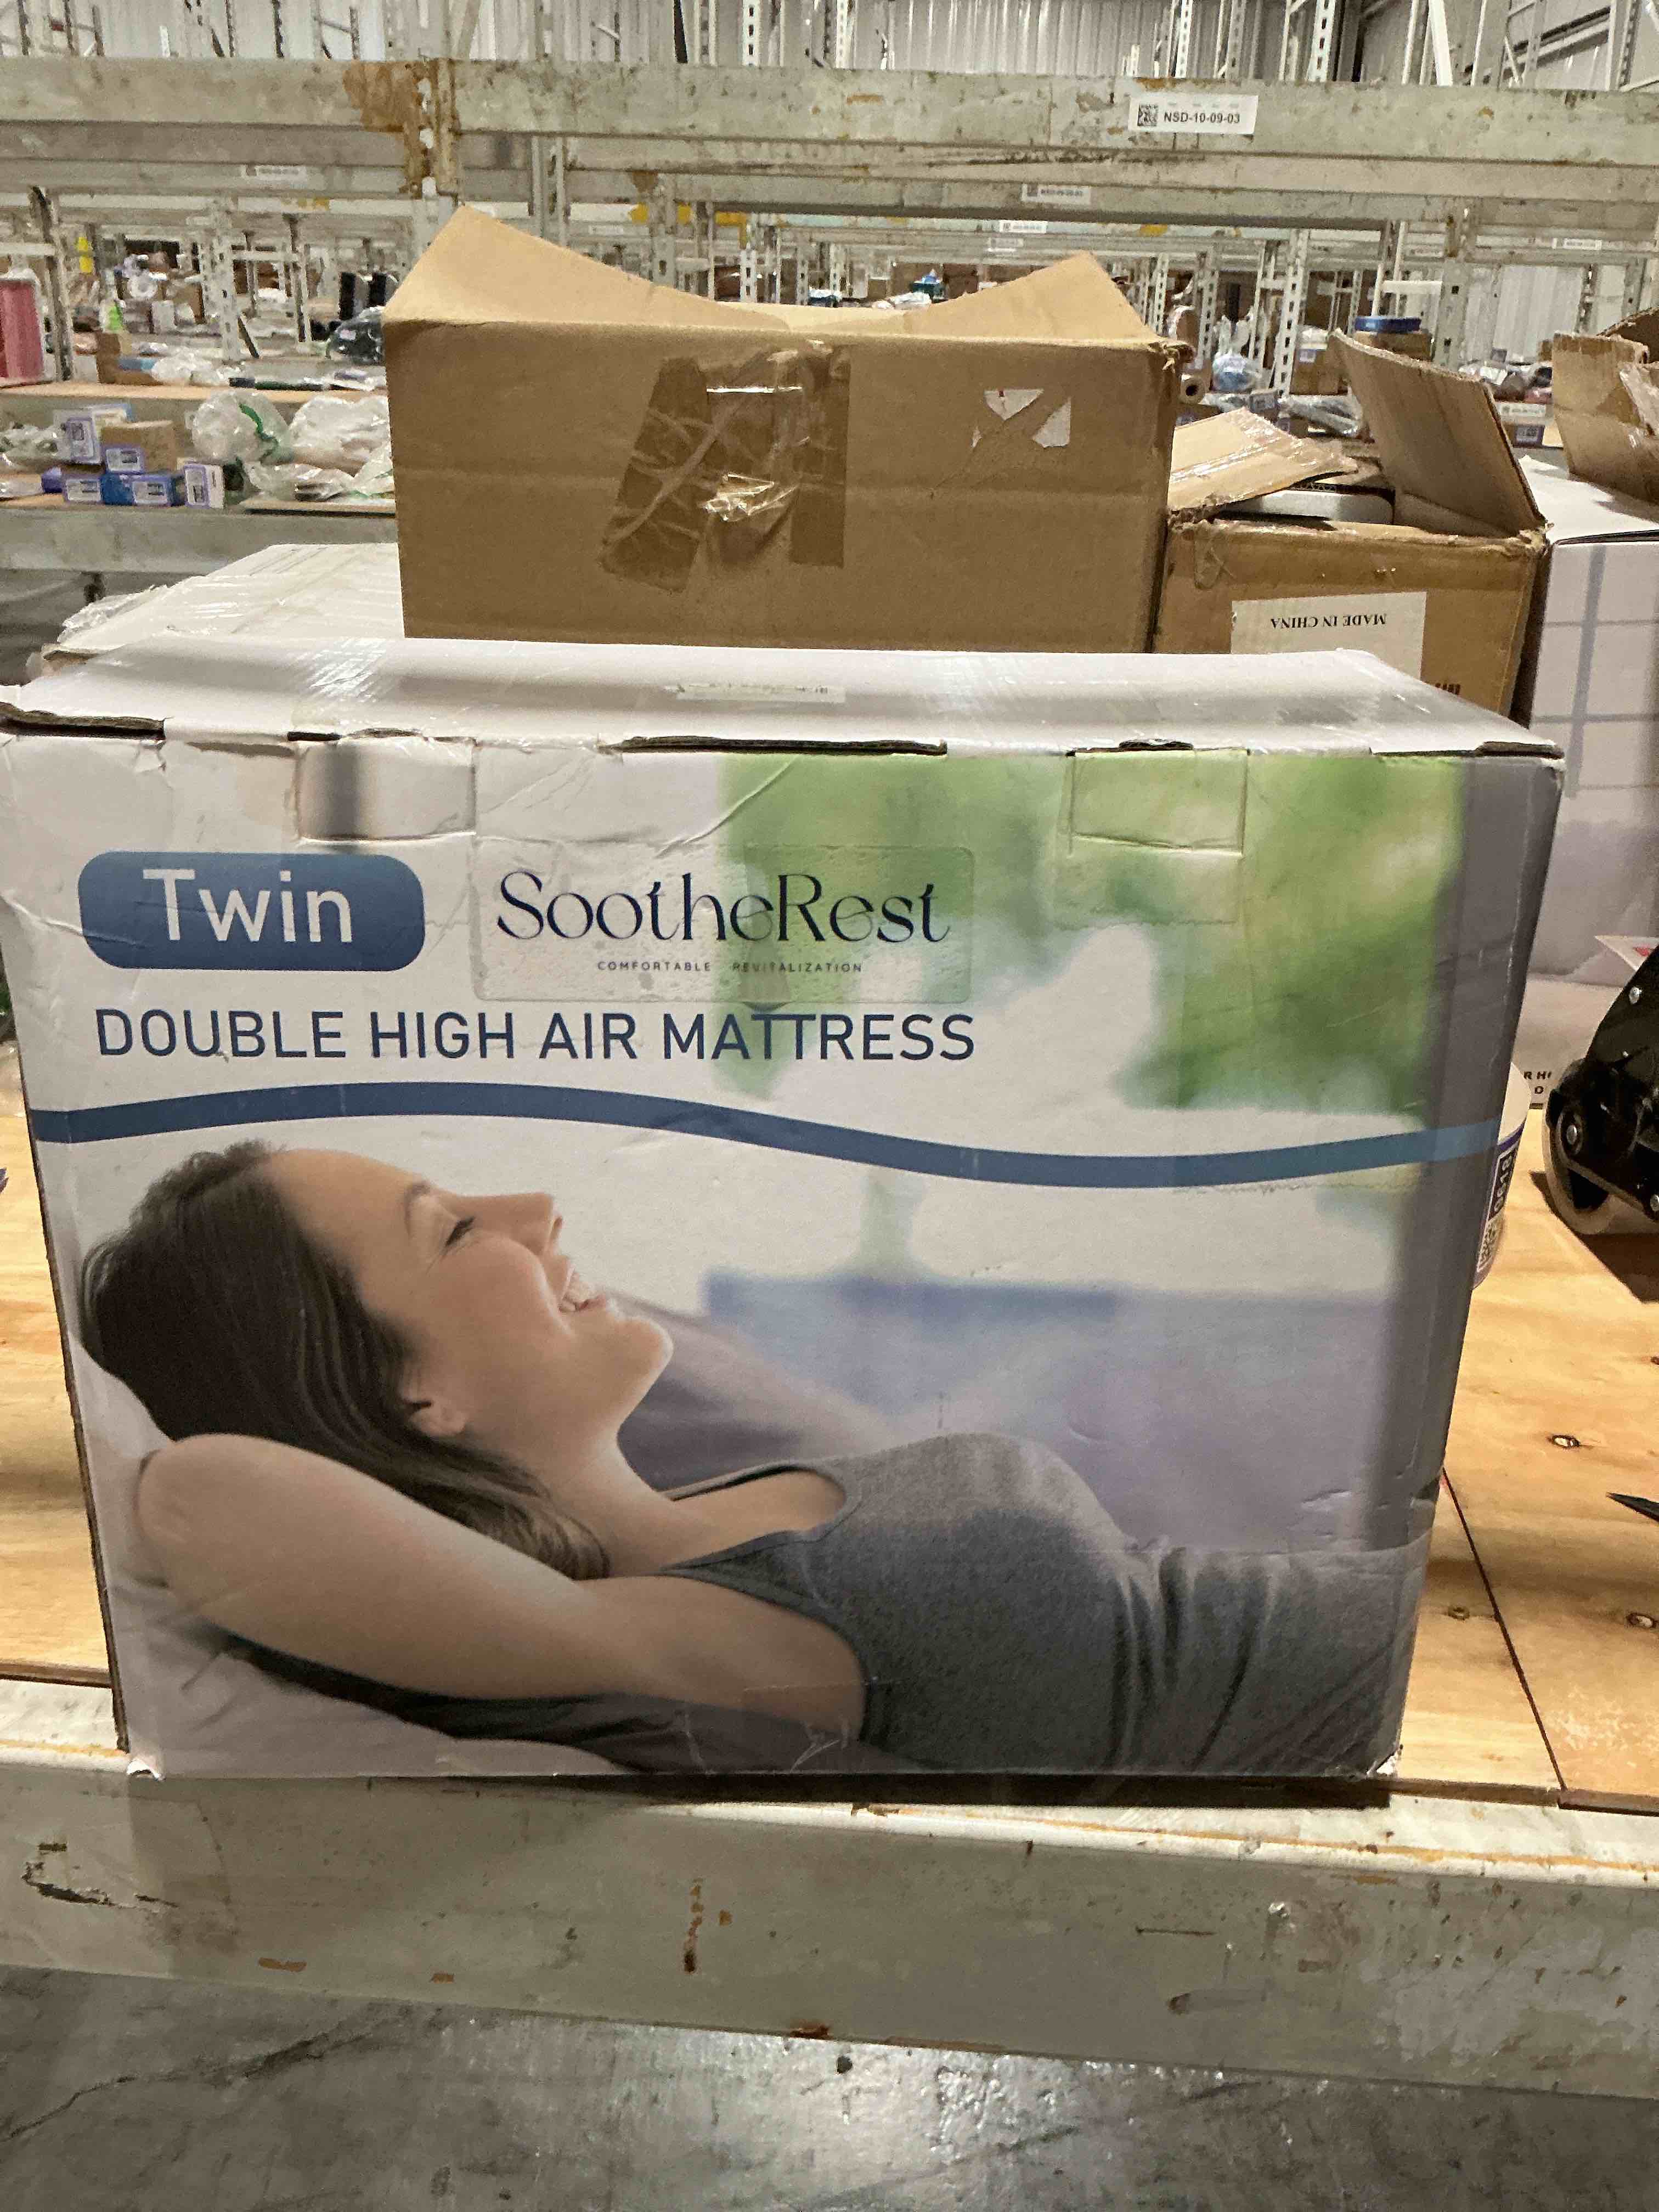 NSD-10-09-03
MADE IN CHINA
Twin
SootheRest
COMFORTABLE REVITALIZATION
DOUBLE HIGH AIR MATTRESS